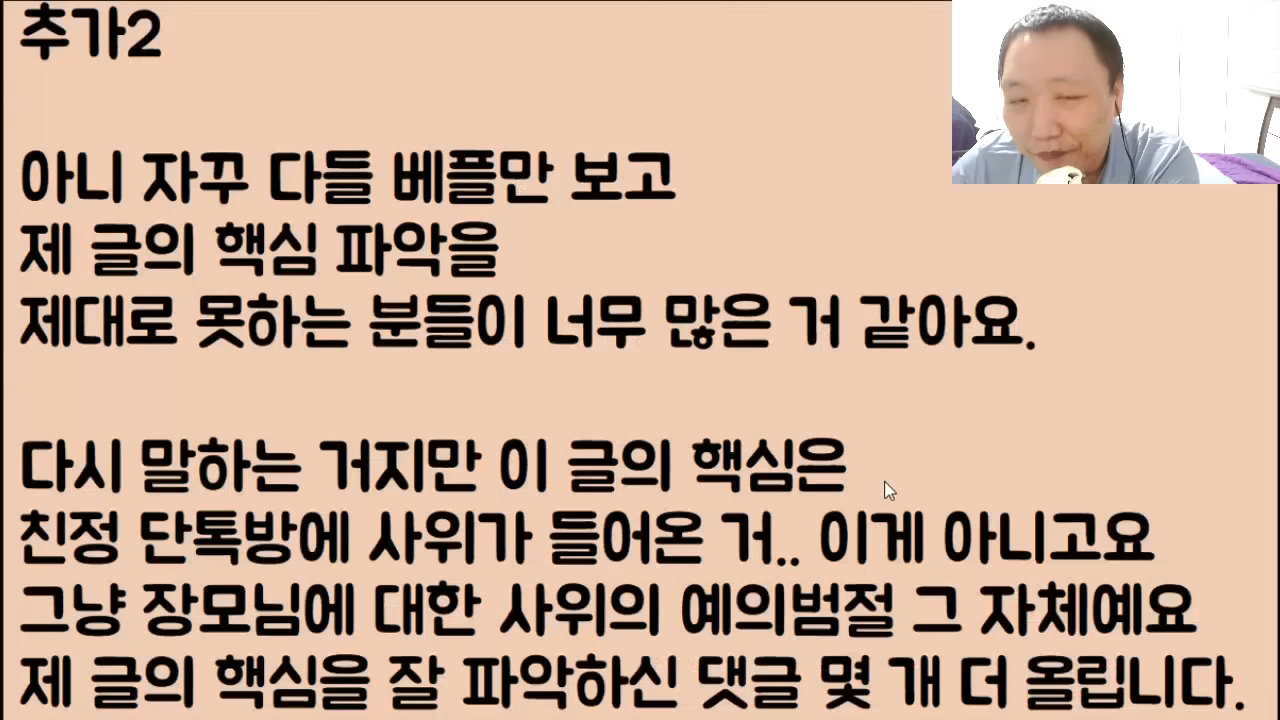 추가2
아니 자꾸 다들 베플만 보고
제 글의 핵심 파악을
제대로 못하는 분들이 너무 많은 거 같아요.
다시 말하는 거지만 이 글의 핵심은
친정 단톡방에 사위가 들어온 거.. 이게 아니고요
그냥 장모님에 대한 사위의 예의범절 그 자체예요
제 글의 핵심을 잘 파악하신 댓글 몇 개 더 올립니다.